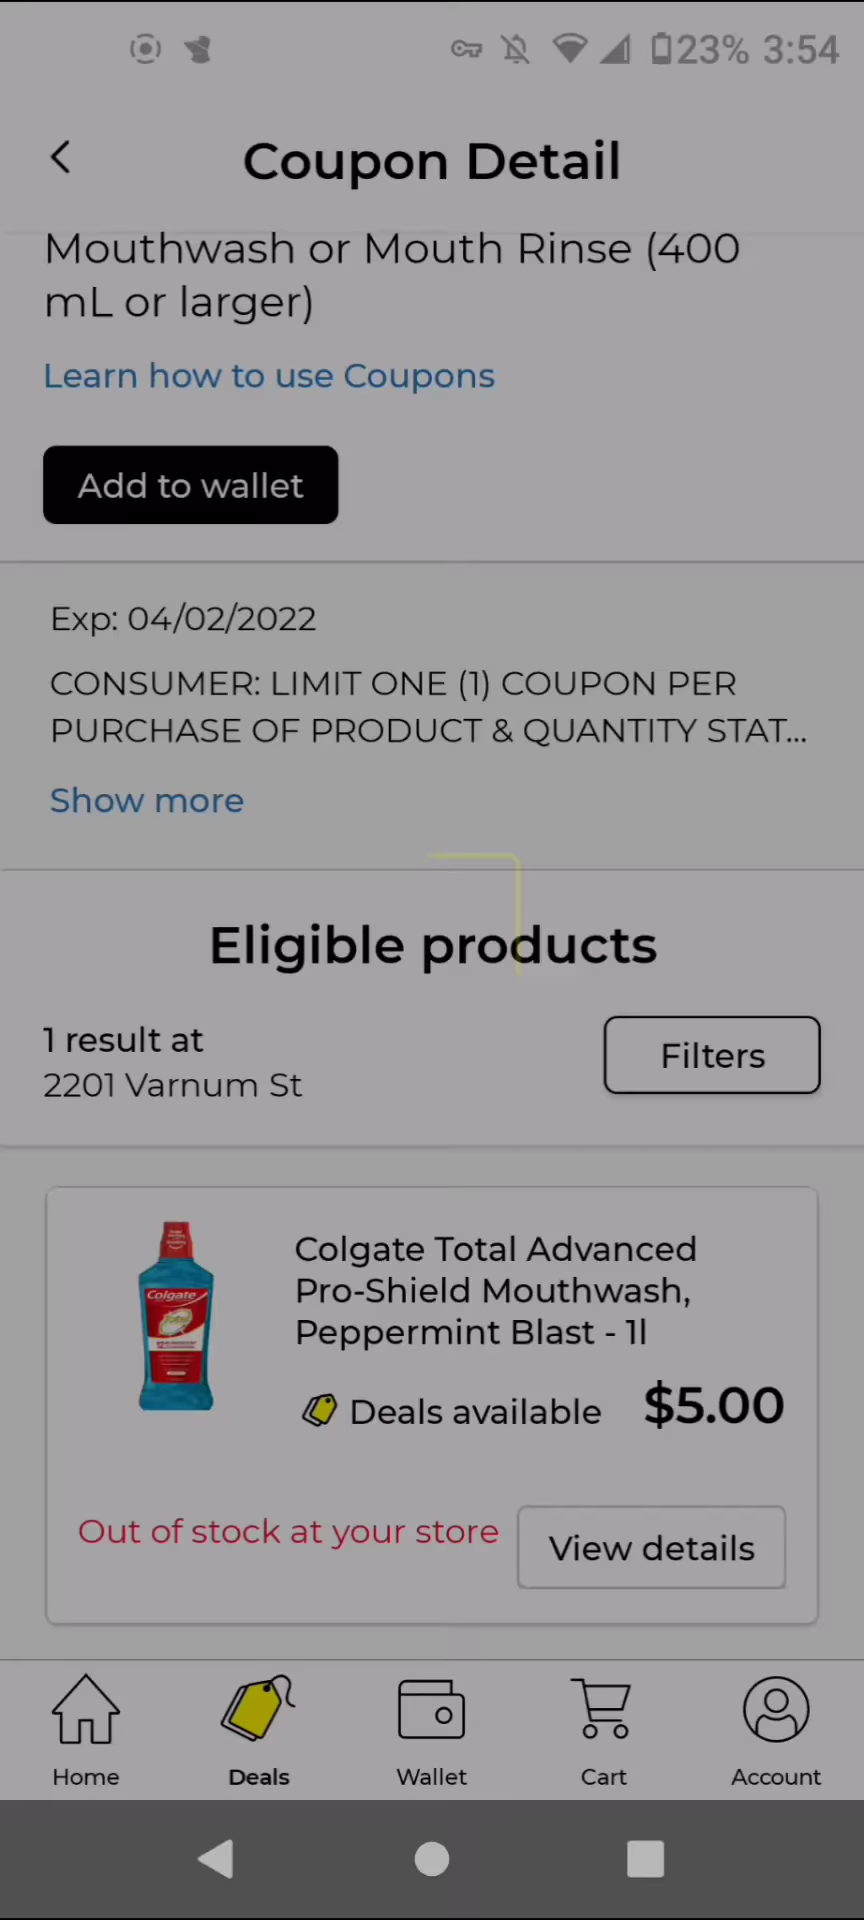 23% 3:54
Coupon Detail
Mouthwash or Mouth Rinse (400
mL or larger)
Learn how to use Coupons
Add to wallet
Exp: 04/02/2022
CONSUMER: LIMIT ONE (1) COUPON PER
PURCHASE OF PRODUCT & QUANTITY STAT...
Show more
Eligible products
1 result at
2201 Varnum St
Filters
Colgate
Total
Colgate Total Advanced
Pro-Shield Mouthwash,
Peppermint Blast - 1l
Deals available
$5.00
Out of stock at your store
View details
Home
Deals
Wallet
Cart
Account